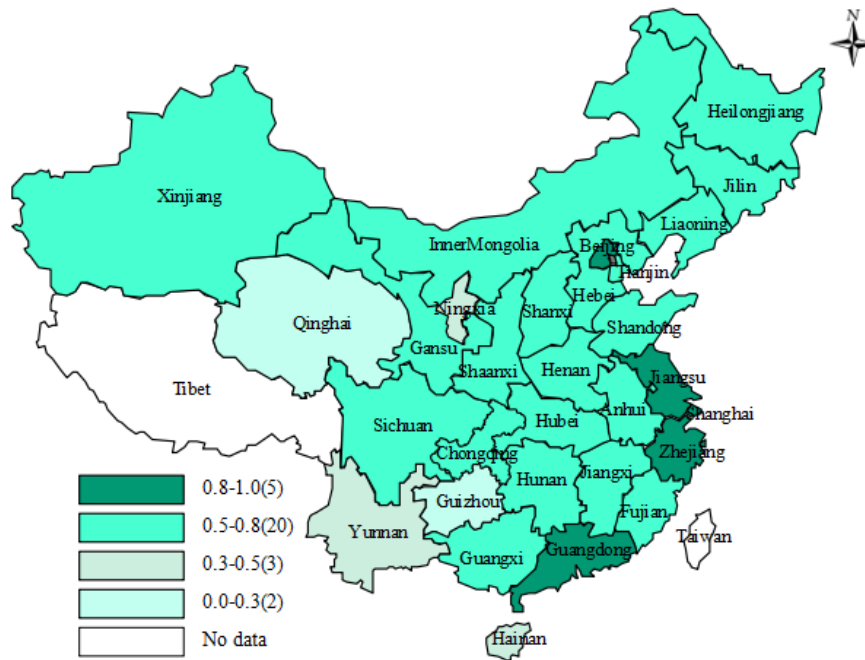 N
Heilongjiang
Jilin
Xinjiang
Liaoning
InnerMongolia
Beijing
Tianjin
Hebei
Ningxia
Shanxi
Qinghai
Shandong
Gansu
Shaanxi
Henan
Jiangsu
Tibet
Anhui
Shanghai
Sichuan
Hubei
Chongqing
Zhejiang
Hunan
Jiangxi
0.8-1.0(5)
Guizhou
Fujian
0.5-0.8(20)
Yunnan
Taiwan
Guangdong
Guangxi
0.3-0.5(3)
0.0-0.3(2)
Hainan
No data